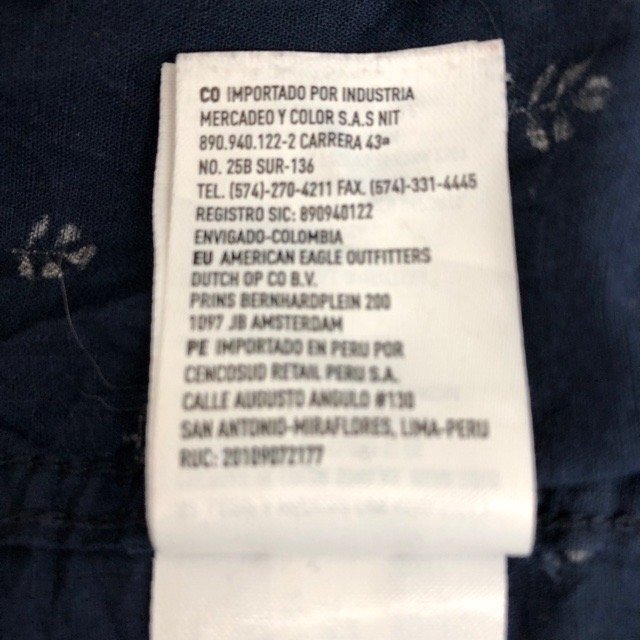 CO IMPORTADO POR INDUSTRIA
MERCADEO Y COLOR S.A.S NIT
890.940.122-2 CARRERA 43ª
NO. 25B SUR-136
TEL. (574)-270-4211 FAX. (574)-331-4445
REGISTRO SIC: 890940122
ENVIGADO-COLOMBIA
EU AMERICAN EAGLE OUTFITTERS
DUTCH OP CO B.V.
PRINS BERNHARDPLEIN 200
1097 JB AMSTERDAM
PE IMPORTADO EN PERU POR
CENCOSUD RETAIL PERU S.A.
CALLE AUGUSTO ANGULO #130
SAN ANTONIO-MIRAFLORES, LIMA-PERU
RUC: 20109072177